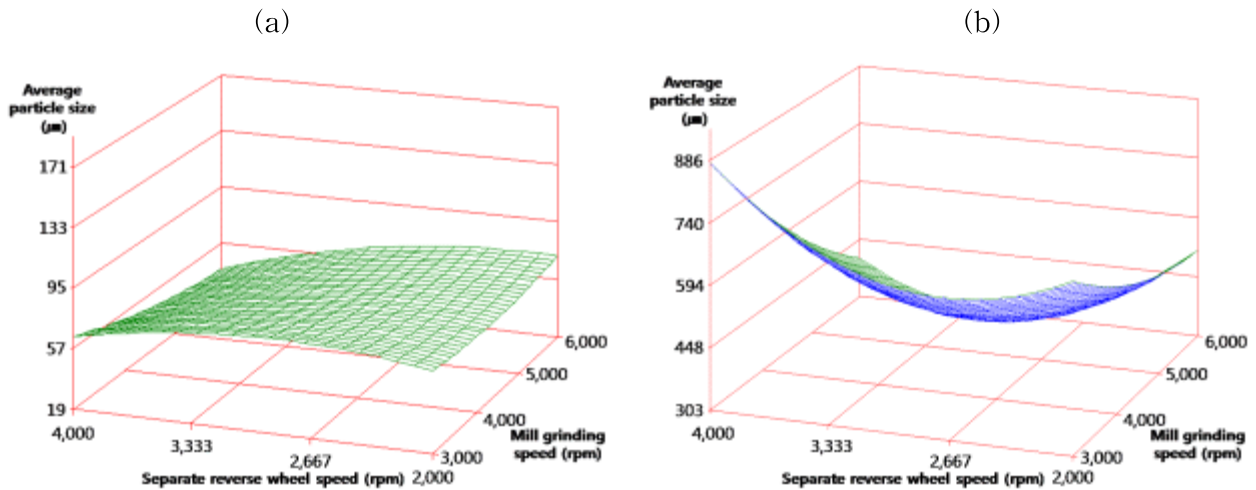 (a)
(b)
Average
particle size
(㎛)
171
133
95
57
19
4,000
3,333
2,667
2,000
3,000
4,000
5,000
6,000
Mill grinding
speed (rpm)
Separate reverse wheel speed (rpm)
Average
particle size
(㎛)
886
740
594
448
303
4,000
3,333
2,667
2,000
3,000
4,000
5,000
6,000
Mill grinding
speed (rpm)
Separate reverse wheel speed (rpm)